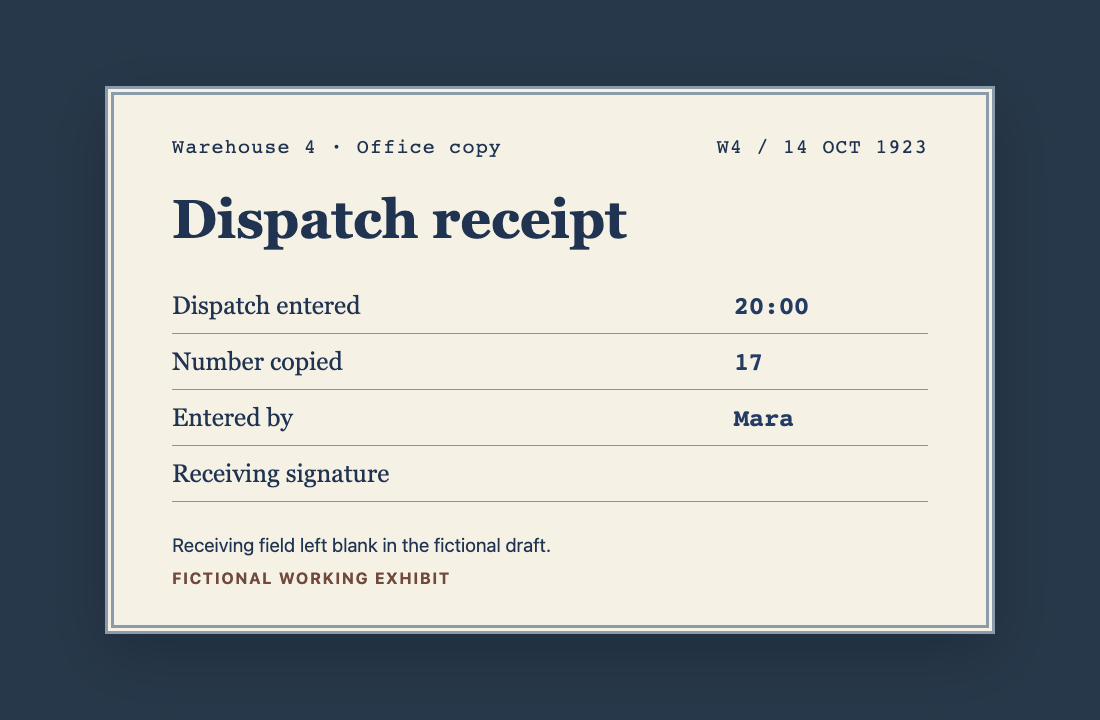 Warehouse 4 · Office copy W4 / 14 OCT 1923
Dispatch receipt
Dispatch entered 20:00
Number copied 17
Entered by Mara
Receiving signature
Receiving field left blank in the fictional draft.
FICTIONAL WORKING EXHIBIT